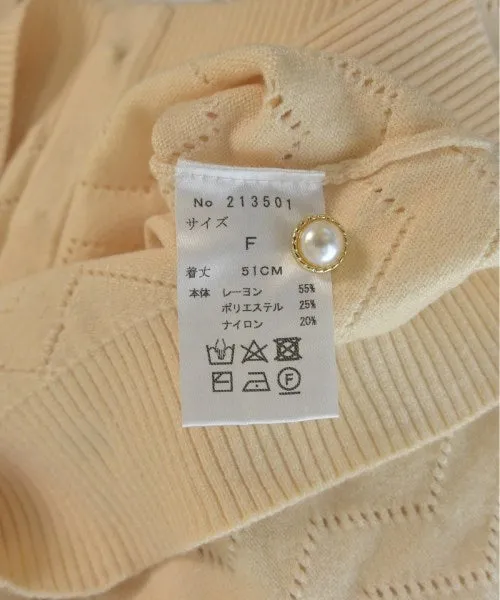 No 213501
サイズ
F
着丈 51CM
本体 レーヨン 55%
ポリエステル 25%
ナイロン 20%
F